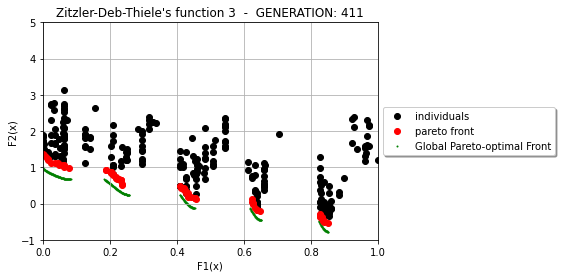 Zitzler-Deb-Thiele's function 3  -  GENERATION: 411
5
4
3
2
1
0
−1
F2(x)
0.0
0.2
0.4
0.6
0.8
1.0
F1(x)
individuals
pareto front
Global Pareto-optimal Front